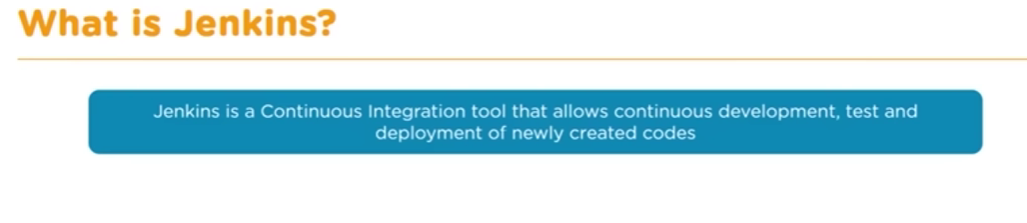 What is Jenkins?
Jenkins is a Continuous Integration tool that allows continuous development, test and
deployment of newly created codes